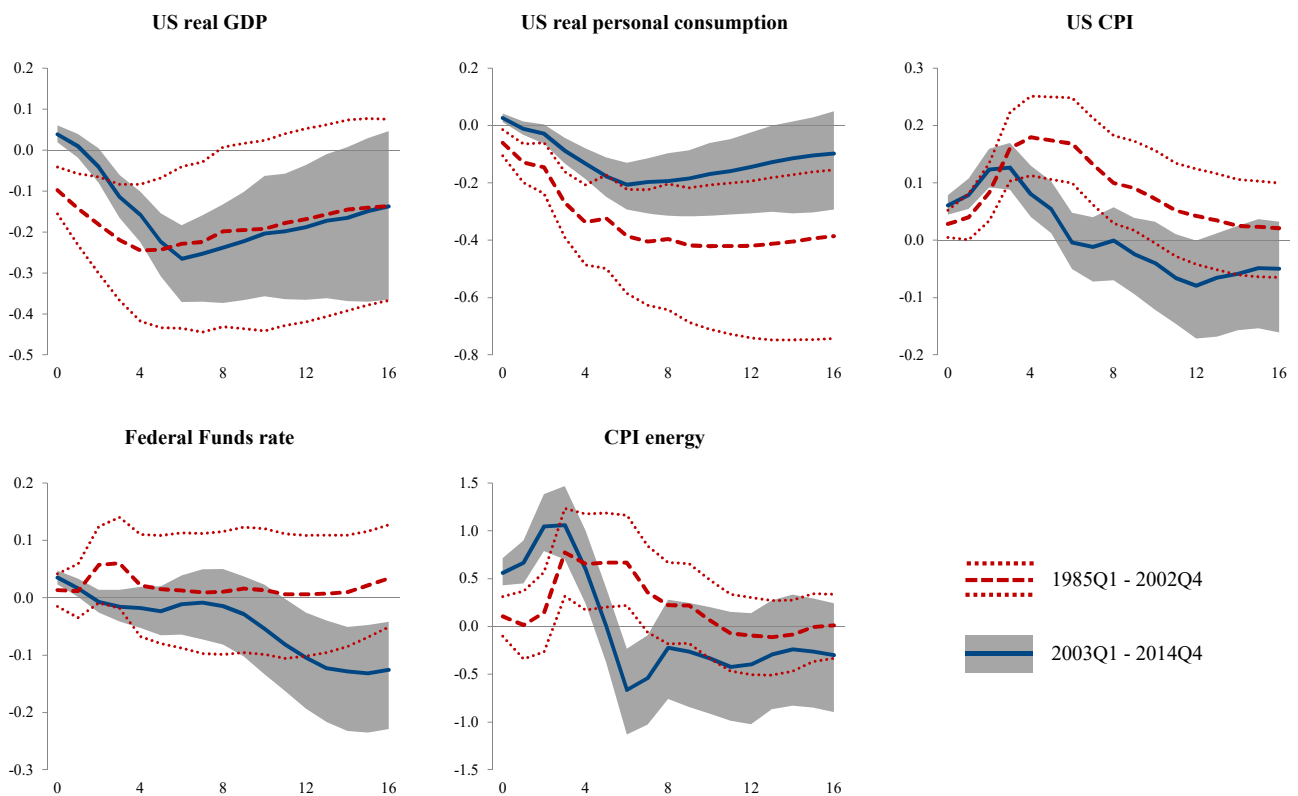 US real GDP
0.2
0.1
0.0
-0.1
-0.2
-0.3
-0.4
-0.5
0 4 8 12 16
US real personal consumption
0.2
0.0
-0.2
-0.4
-0.6
-0.8
0 4 8 12 16
US CPI
0.3
0.2
0.1
0.0
-0.1
-0.2
0 4 8 12 16
Federal Funds rate
0.2
0.1
0.0
-0.1
-0.2
-0.3
0 4 8 12 16
CPI energy
1.5
1.0
0.5
0.0
-0.5
-1.0
-1.5
0 4 8 12 16
1985Q1 - 2002Q4
2003Q1 - 2014Q4